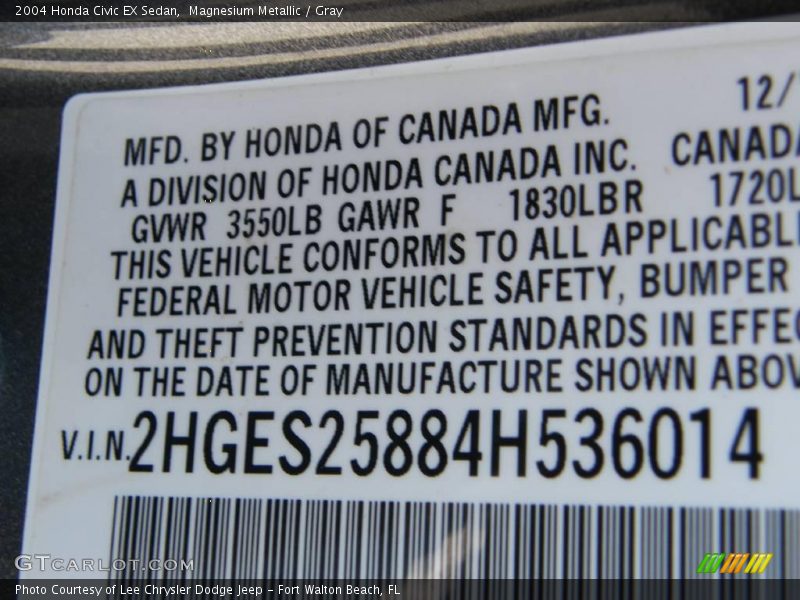 2004 Honda Civic EX Sedan,  Magnesium Metallic / Gray
12/
MFD. BY HONDA OF CANADA MFG.
A DIVISION OF HONDA CANADA INC. CANADA
GVWR 3550LB GAWR F 1830LBR 1720L
THIS VEHICLE CONFORMS TO ALL APPLICABL
FEDERAL MOTOR VEHICLE SAFETY, BUMPER
AND THEFT PREVENTION STANDARDS IN EFFEC
ON THE DATE OF MANUFACTURE SHOWN ABOV
V.I.N.2HGES25884H536014
GTCARLOT.COM
Photo Courtesy of Lee Chrysler Dodge Jeep – Fort Walton Beach, FL